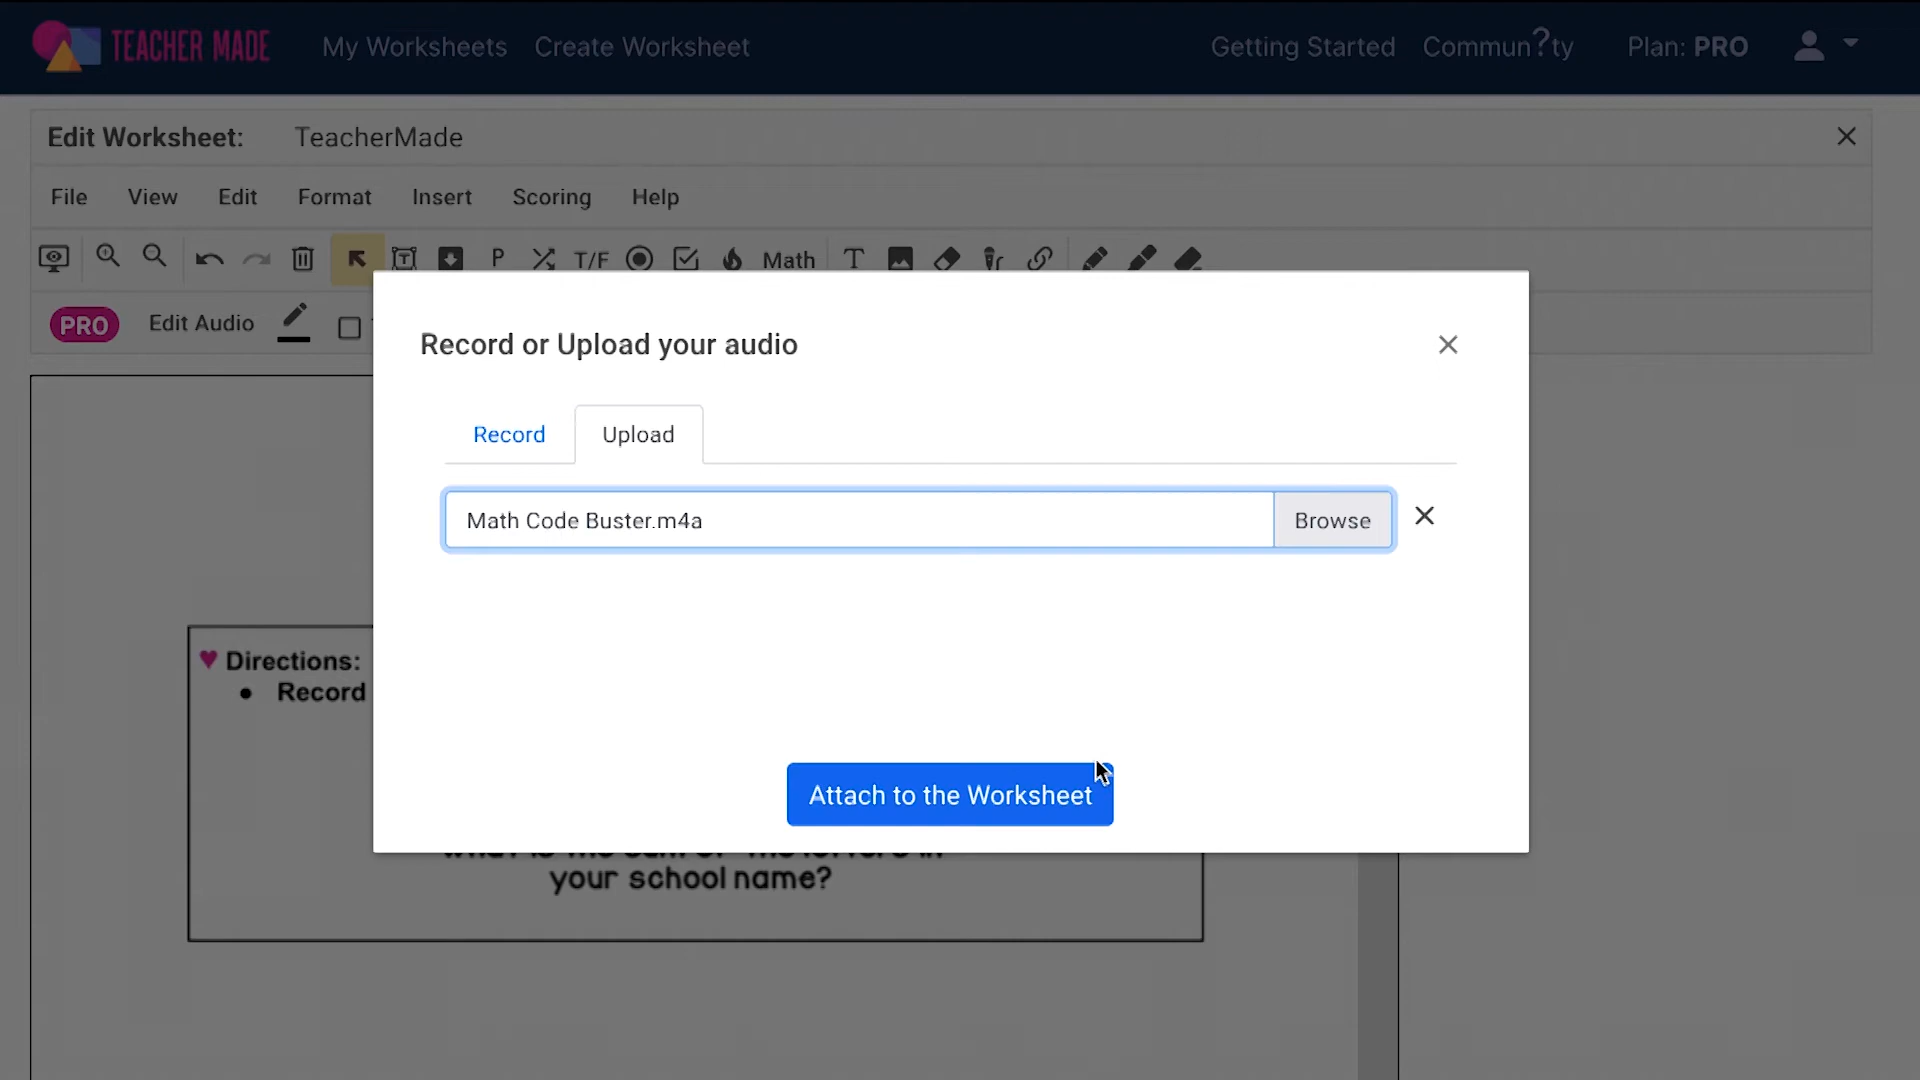 TEACHER MADE My Worksheets Create Worksheet Getting Started Commun?ty Plan: PRO
Edit Worksheet: TeacherMade
File View Edit Format Insert Scoring Help
P T/F Math T
PRO Edit Audio
Record or Upload your audio
Record Upload
Math Code Buster.m4a Browse
Directions:
Record
Attach to the Worksheet
your school name?